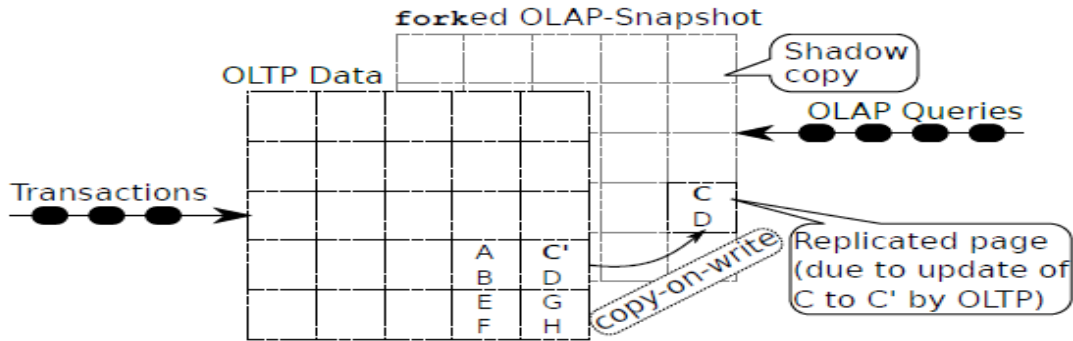 forked OLAP-Snapshot
Shadow
copy
OLTP Data
OLAP Queries
Transactions
C
D
A C'
B D
E G
F H
copy-on-write
Replicated page
(due to update of
C to C' by OLTP)